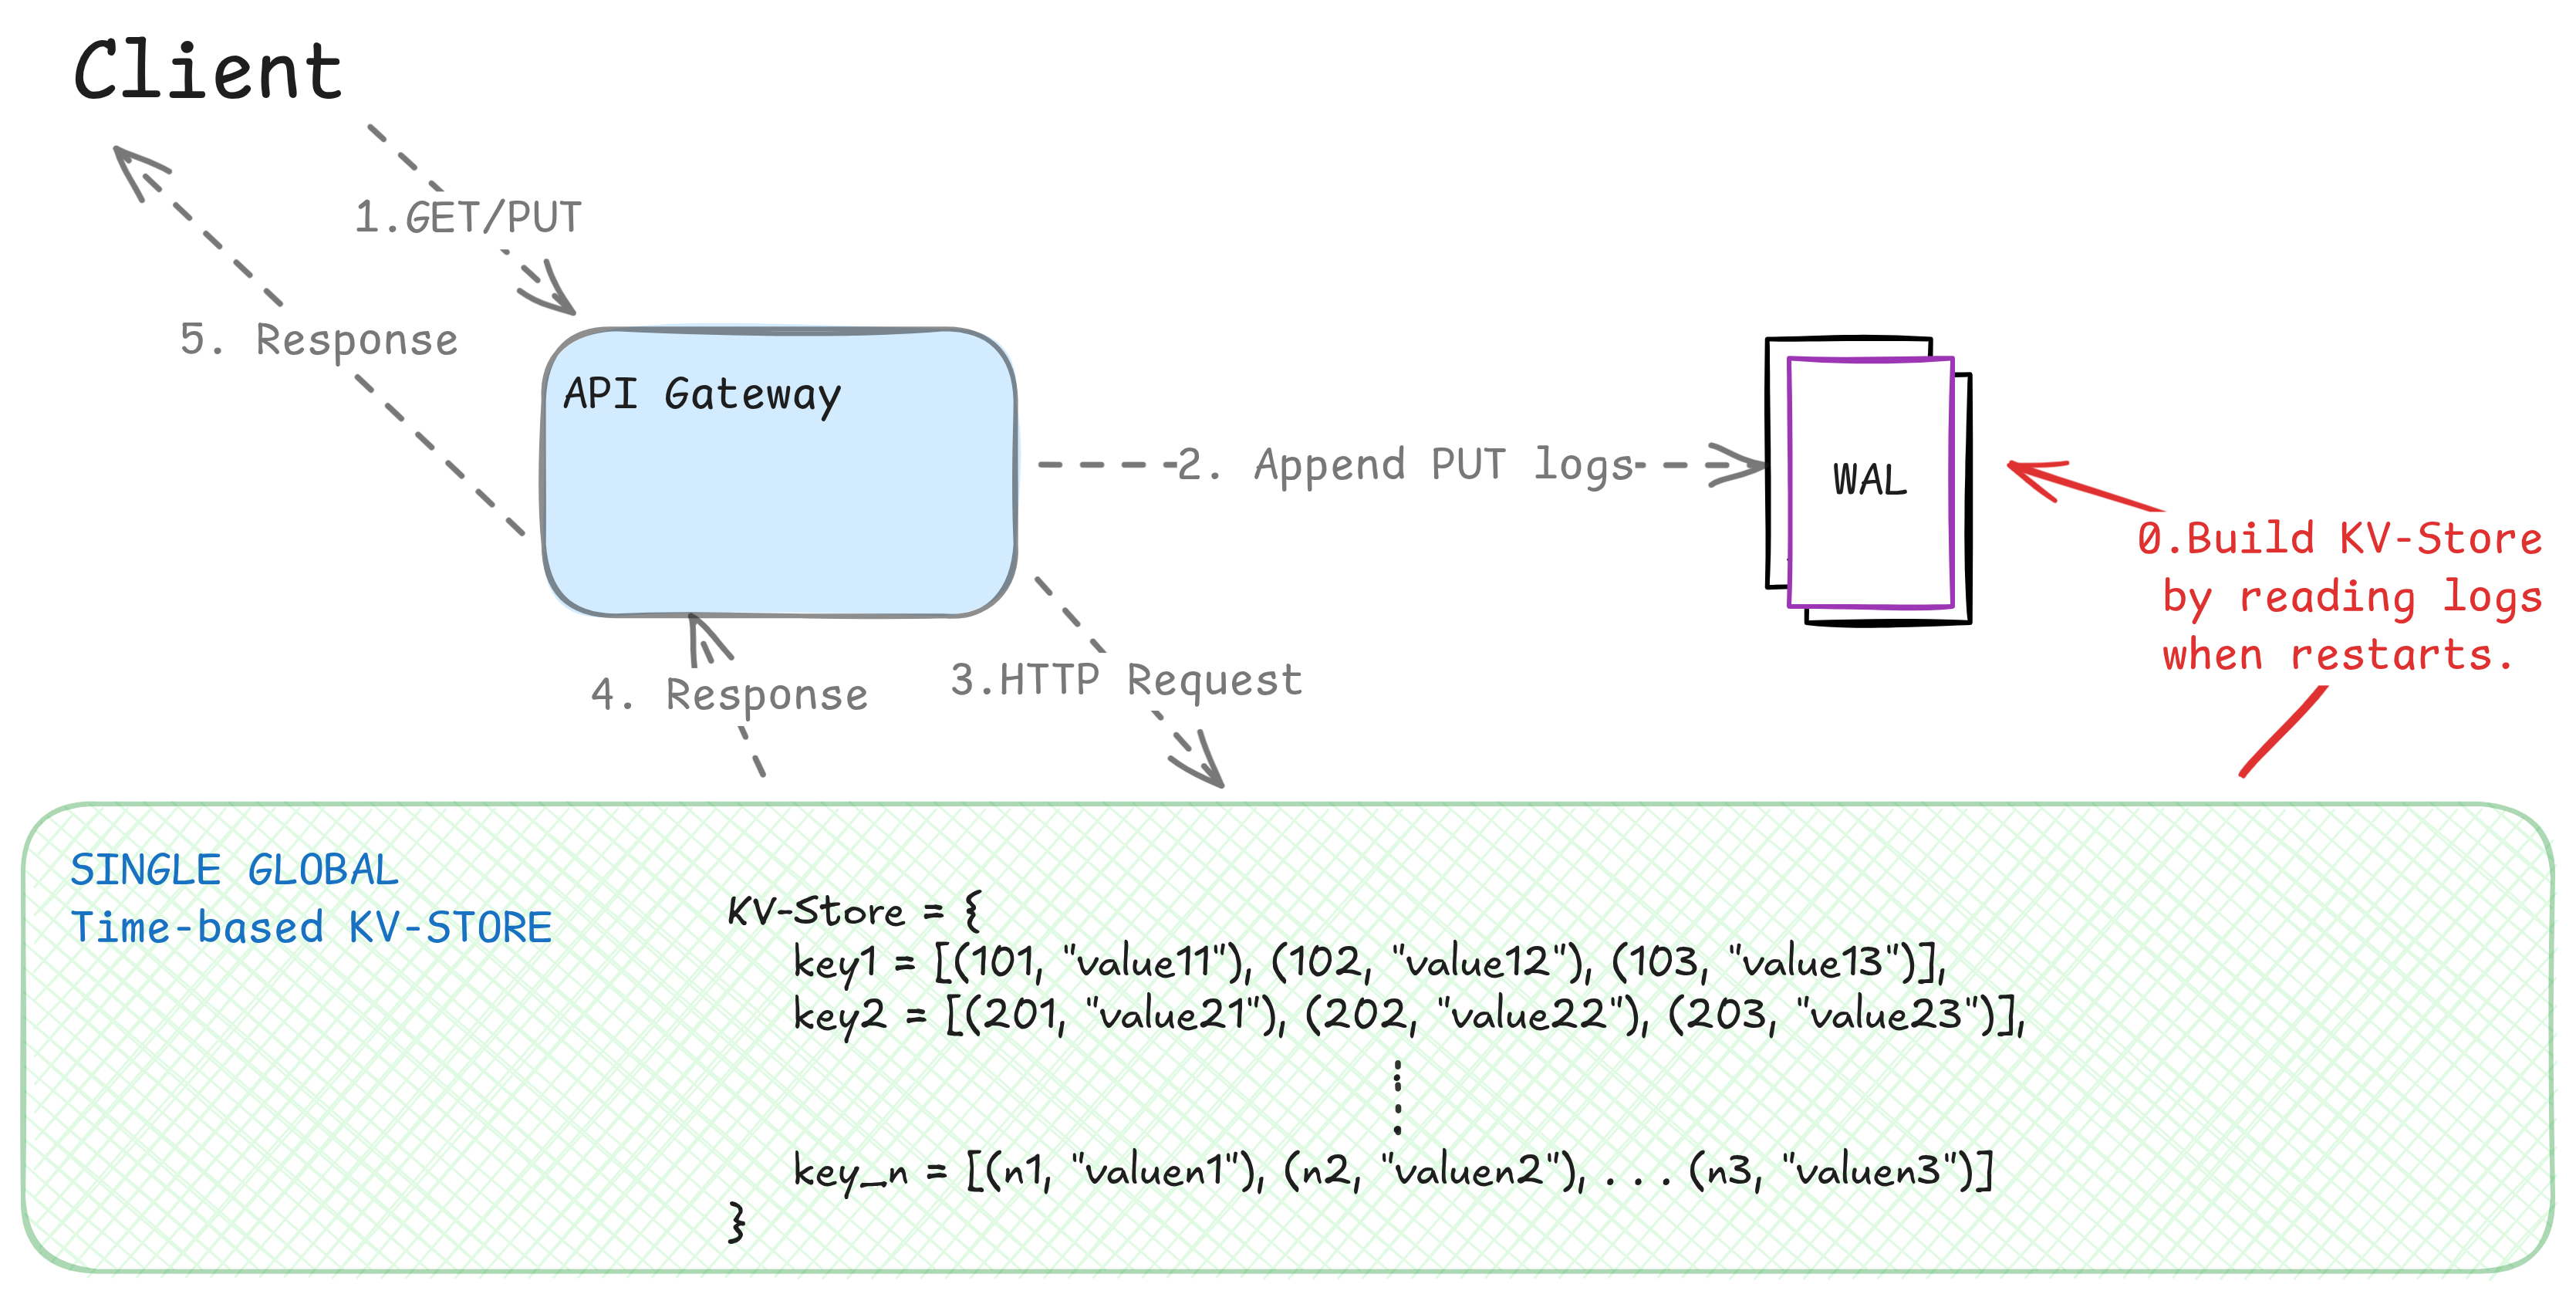 Client
1.GET/PUT
5. Response
API Gateway
2. Append PUT logs
WAL
0.Build KV-Store
by reading logs
when restarts.
3.HTTP Request
4. Response
SINGLE GLOBAL
Time-based KV-STORE
KV-Store = {
key1 = [(101, "value11"), (102, "value12"), (103, "value13")],
key2 = [(201, "value21"), (202, "value22"), (203, "value23")],
key_n = [(n1, "valuen1"), (n2, "valuen2"), ... (n3, "valuen3")]
}